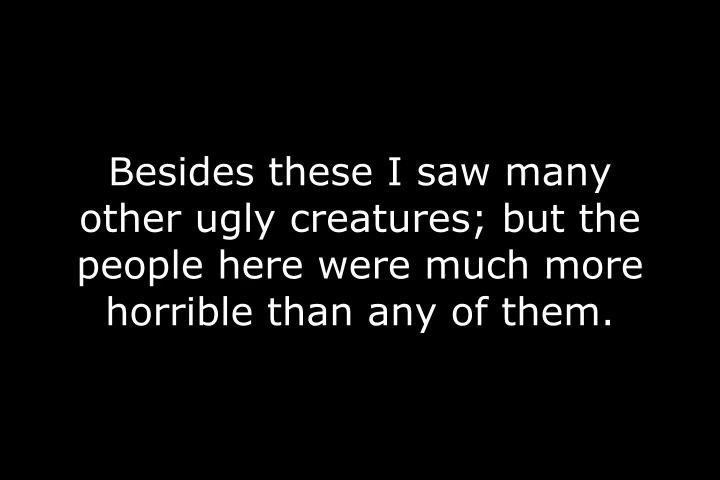 Besides these I saw many
other ugly creatures; but the
people here were much more
horrible than any of them.